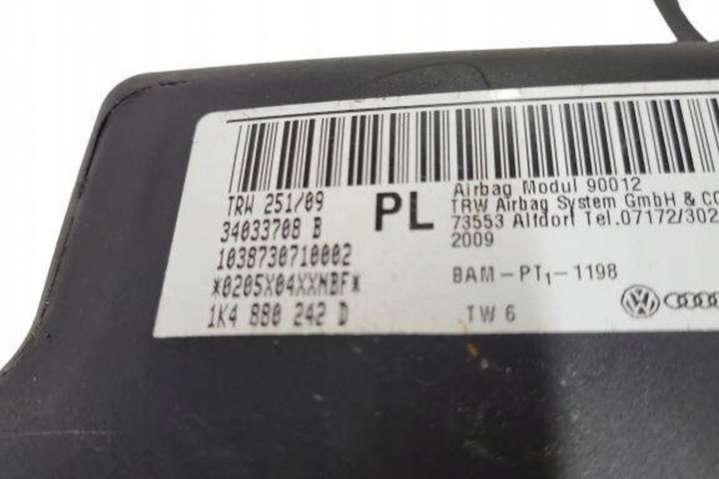 TRW 251/09
34033708 B
1038730710002
*0205X04XXNBF*
1K4 880 242 D
PL
Airbag Modul 90012
TRW Airbag System GmbH & CO
73553 Alfdorf Tel.07172/302
2009
BAM-PT1-1198
TW 6